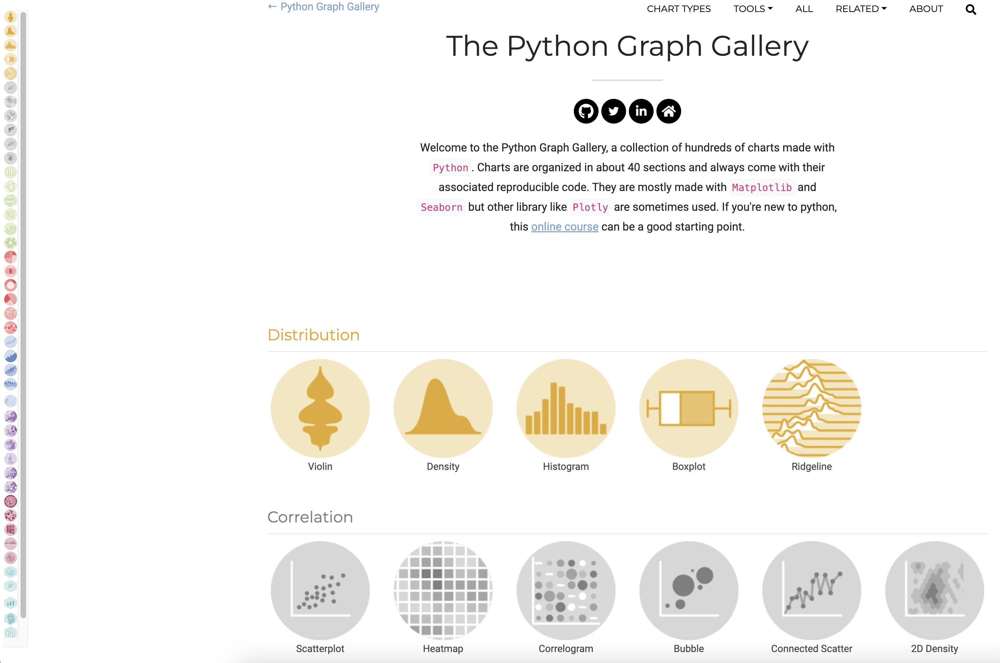 ← Python Graph Gallery
CHART TYPES TOOLS ALL RELATED ABOUT
The Python Graph Gallery
in
Welcome to the Python Graph Gallery, a collection of hundreds of charts made with
Python. Charts are organized in about 40 sections and always come with their
associated reproducible code. They are mostly made with Matplotlib and
Seaborn but other library like Plotly are sometimes used. If you're new to python,
this online course can be a good starting point.
Distribution
Violin Density Histogram Boxplot Ridgeline
Correlation
Scatterplot Heatmap Correlogram Bubble Connected Scatter 2D Density